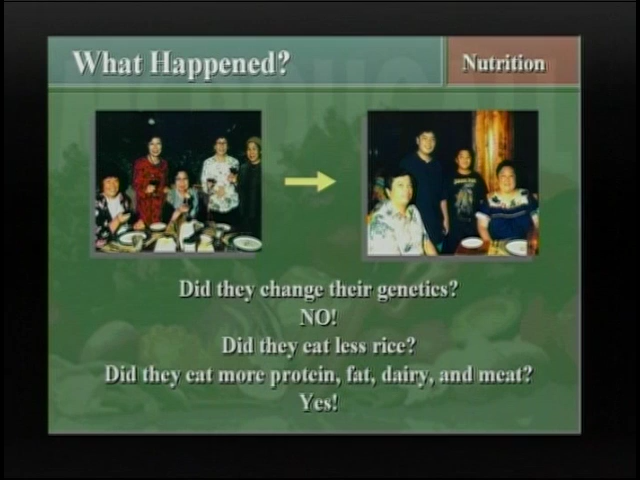 What Happened?
Nutrition
Did they change their genetics?
NO!
Did they eat less rice?
Did they eat more protein, fat, dairy, and meat?
Yes!